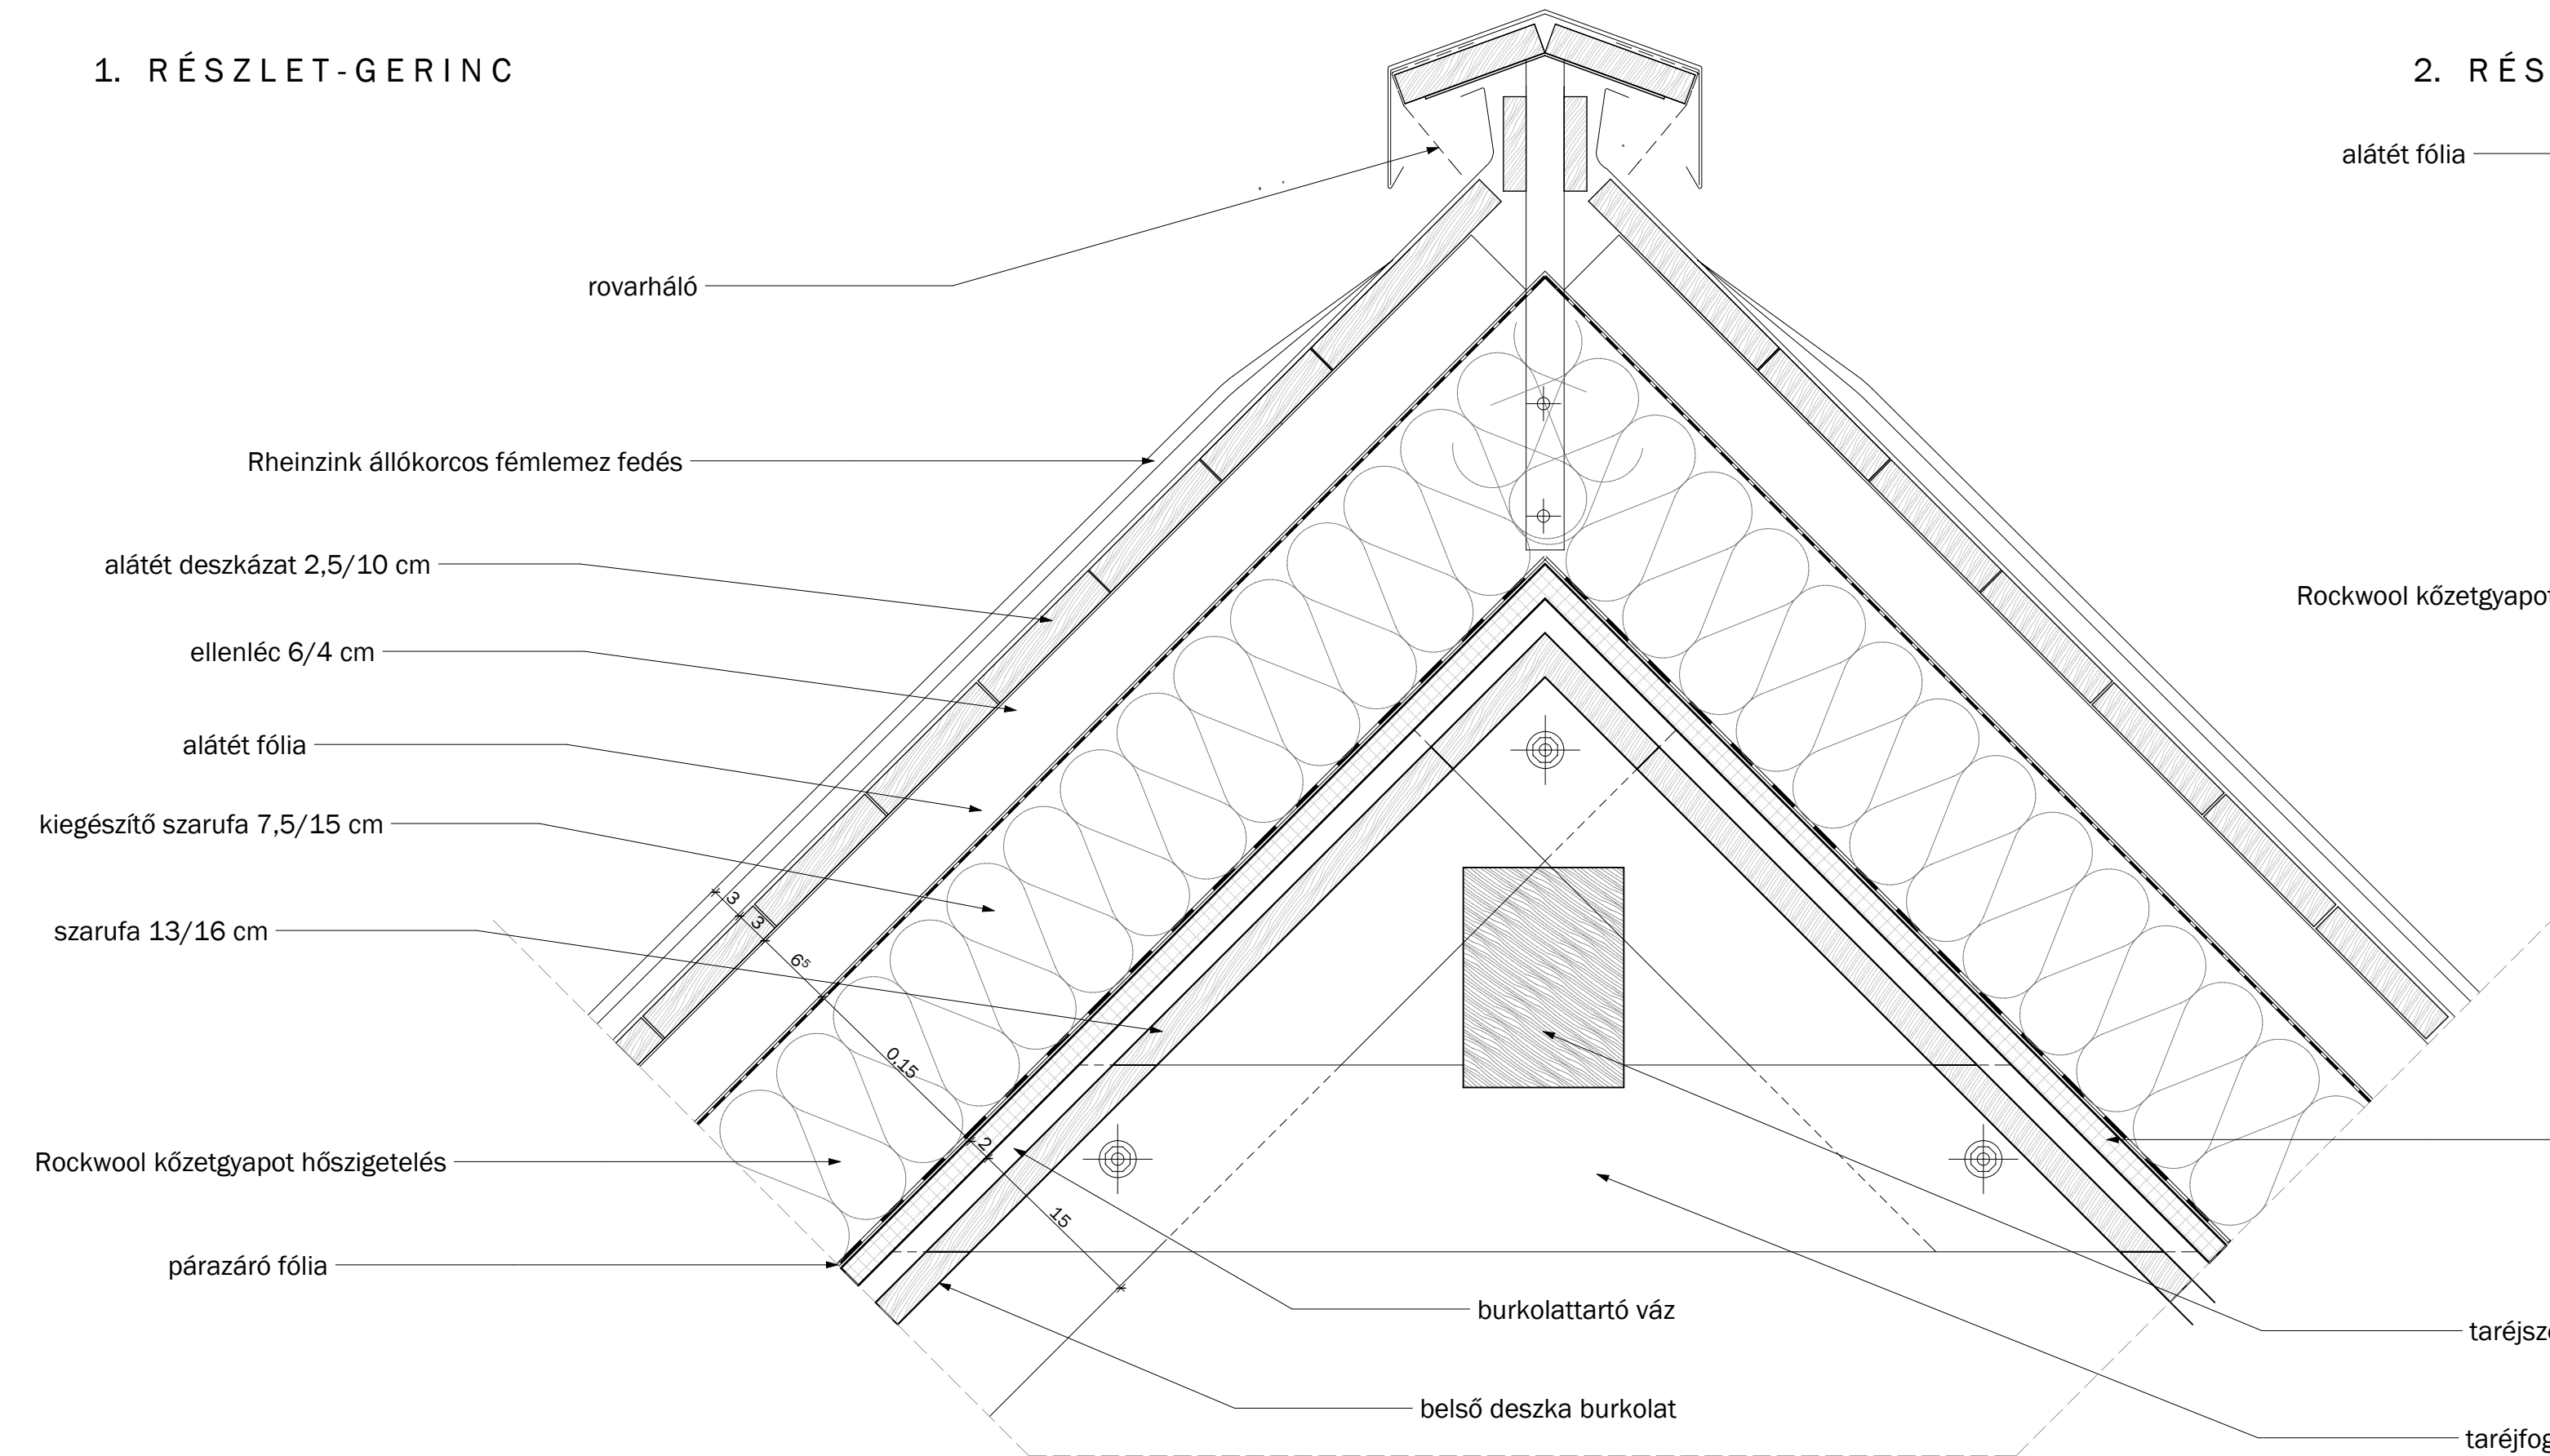 1. RÉSZLET-GERINC
2. RÉS
alátét fólia
rovarháló
Rheinzink állókorcos fémlemez fedés
alátét deszkázat 2,5/10 cm
Rockwool kőzetgyapot
ellenléc 6/4 cm
alátét fólia
kiegészítő szarufa 7,5/15 cm
szarufa 13/16 cm
3
3
6⁵
0,15
2
15
Rockwool kőzetgyapot hőszigetelés
párazáró fólia
burkolattartó váz
taréjsze
belső deszka burkolat
taréjfog